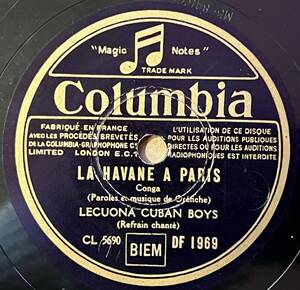 "Magic Notes"
TRADE MARK
Columbia
FABRIQUÉ EN FRANCE
AVEC LES PROCÉDÉS BREVETÉS
DE LA COLUMBIA-GRAPHOPHONE Cº
LIMITED LONDON E.C.1
L'UTILISATION DE CE DISQUE
POUR LES AUDITIONS PUBLIQUES
DIRECTES OU POUR LES AUDITIONS
RADIOPHONIQUES EST INTERDITE
LA HAVANE A PARIS
Conga
(Paroles et musique de Oréfiche)
LECUONA CUBAN BOYS
(Refrain chanté)
CL 5690
BIEM
DF 1969